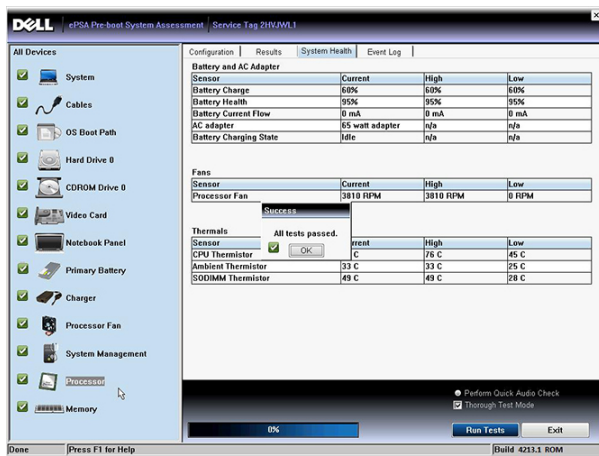 DELL ePSA Pre-boot System Assessment Service Tag 2HVJWL1
All Devices
System
Cables
OS Boot Path
Hard Drive 0
CDROM Drive 0
Video Card
Notebook Panel
Primary Battery
Charger
Processor Fan
System Management
Processor
Memory
Configuration Results System Health Event Log
Battery and AC Adapter
Sensor Current High Low
Battery Charge 60% 60% 60%
Battery Health 95% 95% 95%
Battery Current Flow 0 mA 0 mA 0 mA
AC adapter 65 watt adapter n/a n/a
Battery Charging State Idle n/a n/a
Fans
Sensor Current High Low
Processor Fan 3810 RPM 3810 RPM 0 RPM
Success
All tests passed.
OK
Thermals
Sensor High Low
CPU Thermistor C 76 C 45 C
Ambient Thermistor 33 C 33 C 25 C
SODIMM Thermistor 49 C 49 C 28 C
Perform Quick Audio Check
Thorough Test Mode
0% Run Tests Exit
Done Press F1 for Help Build 4213.1 ROM